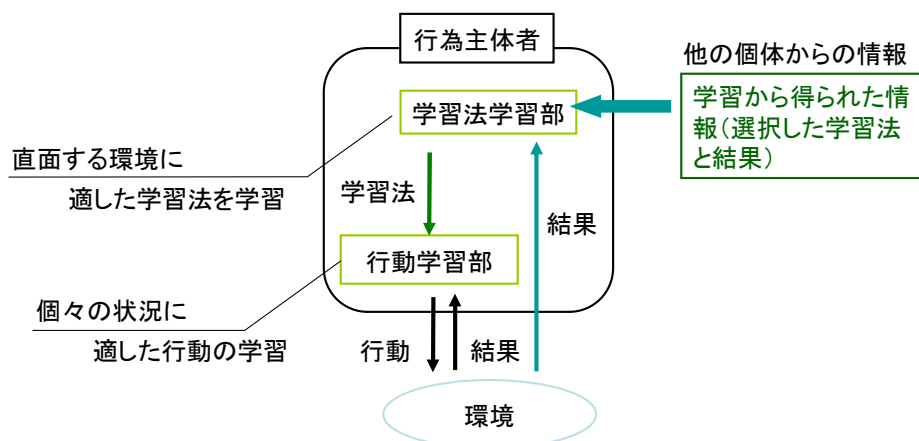 行為主体者
他の個体からの情報
学習から得られた情
報(選択した学習法
と結果)
学習法学習部
直面する環境に
適した学習法を学習
学習法
結果
行動学習部
個々の状況に
適した行動の学習
行動
結果
環境